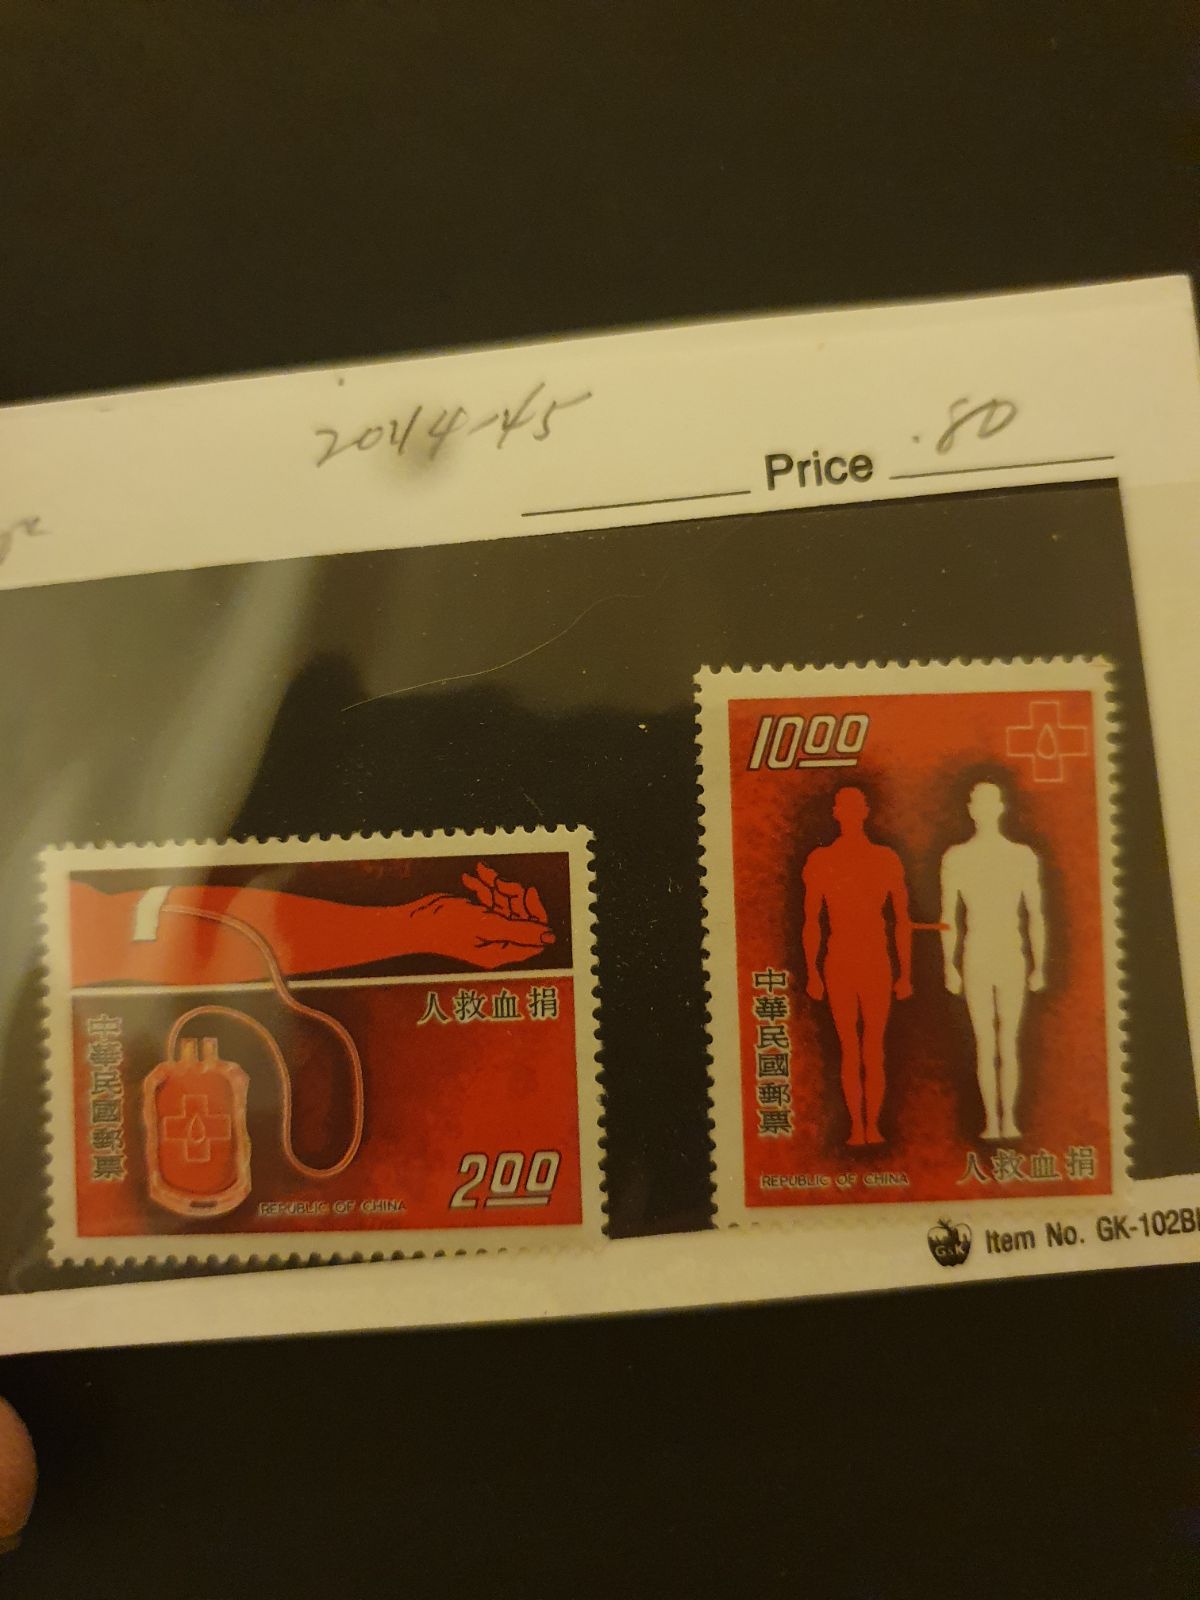 2044-45
Price .80
10.00
中華民國郵票
REPUBLIC OF CHINA
人救血捐
人救血捐
中華民國郵票
REPUBLIC OF CHINA
2.00
G&K Item No. GK-102B